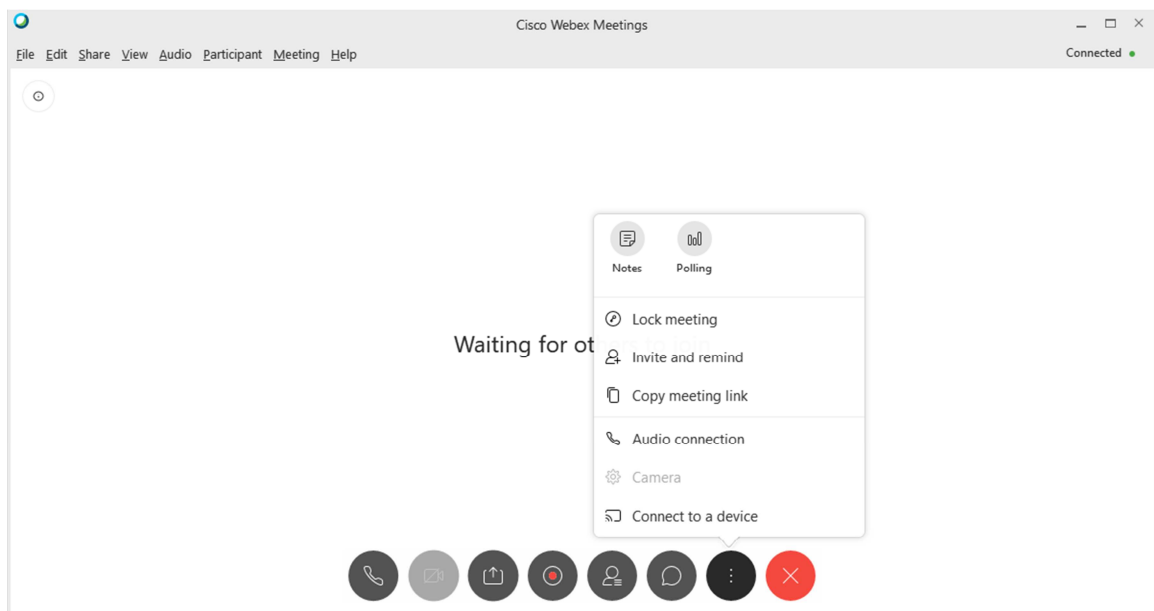 Cisco Webex Meetings
File Edit Share View Audio Participant Meeting Help
Connected
Notes Polling
Lock meeting
Waiting for ot
Invite and remind
Copy meeting link
Audio connection
Camera
Connect to a device